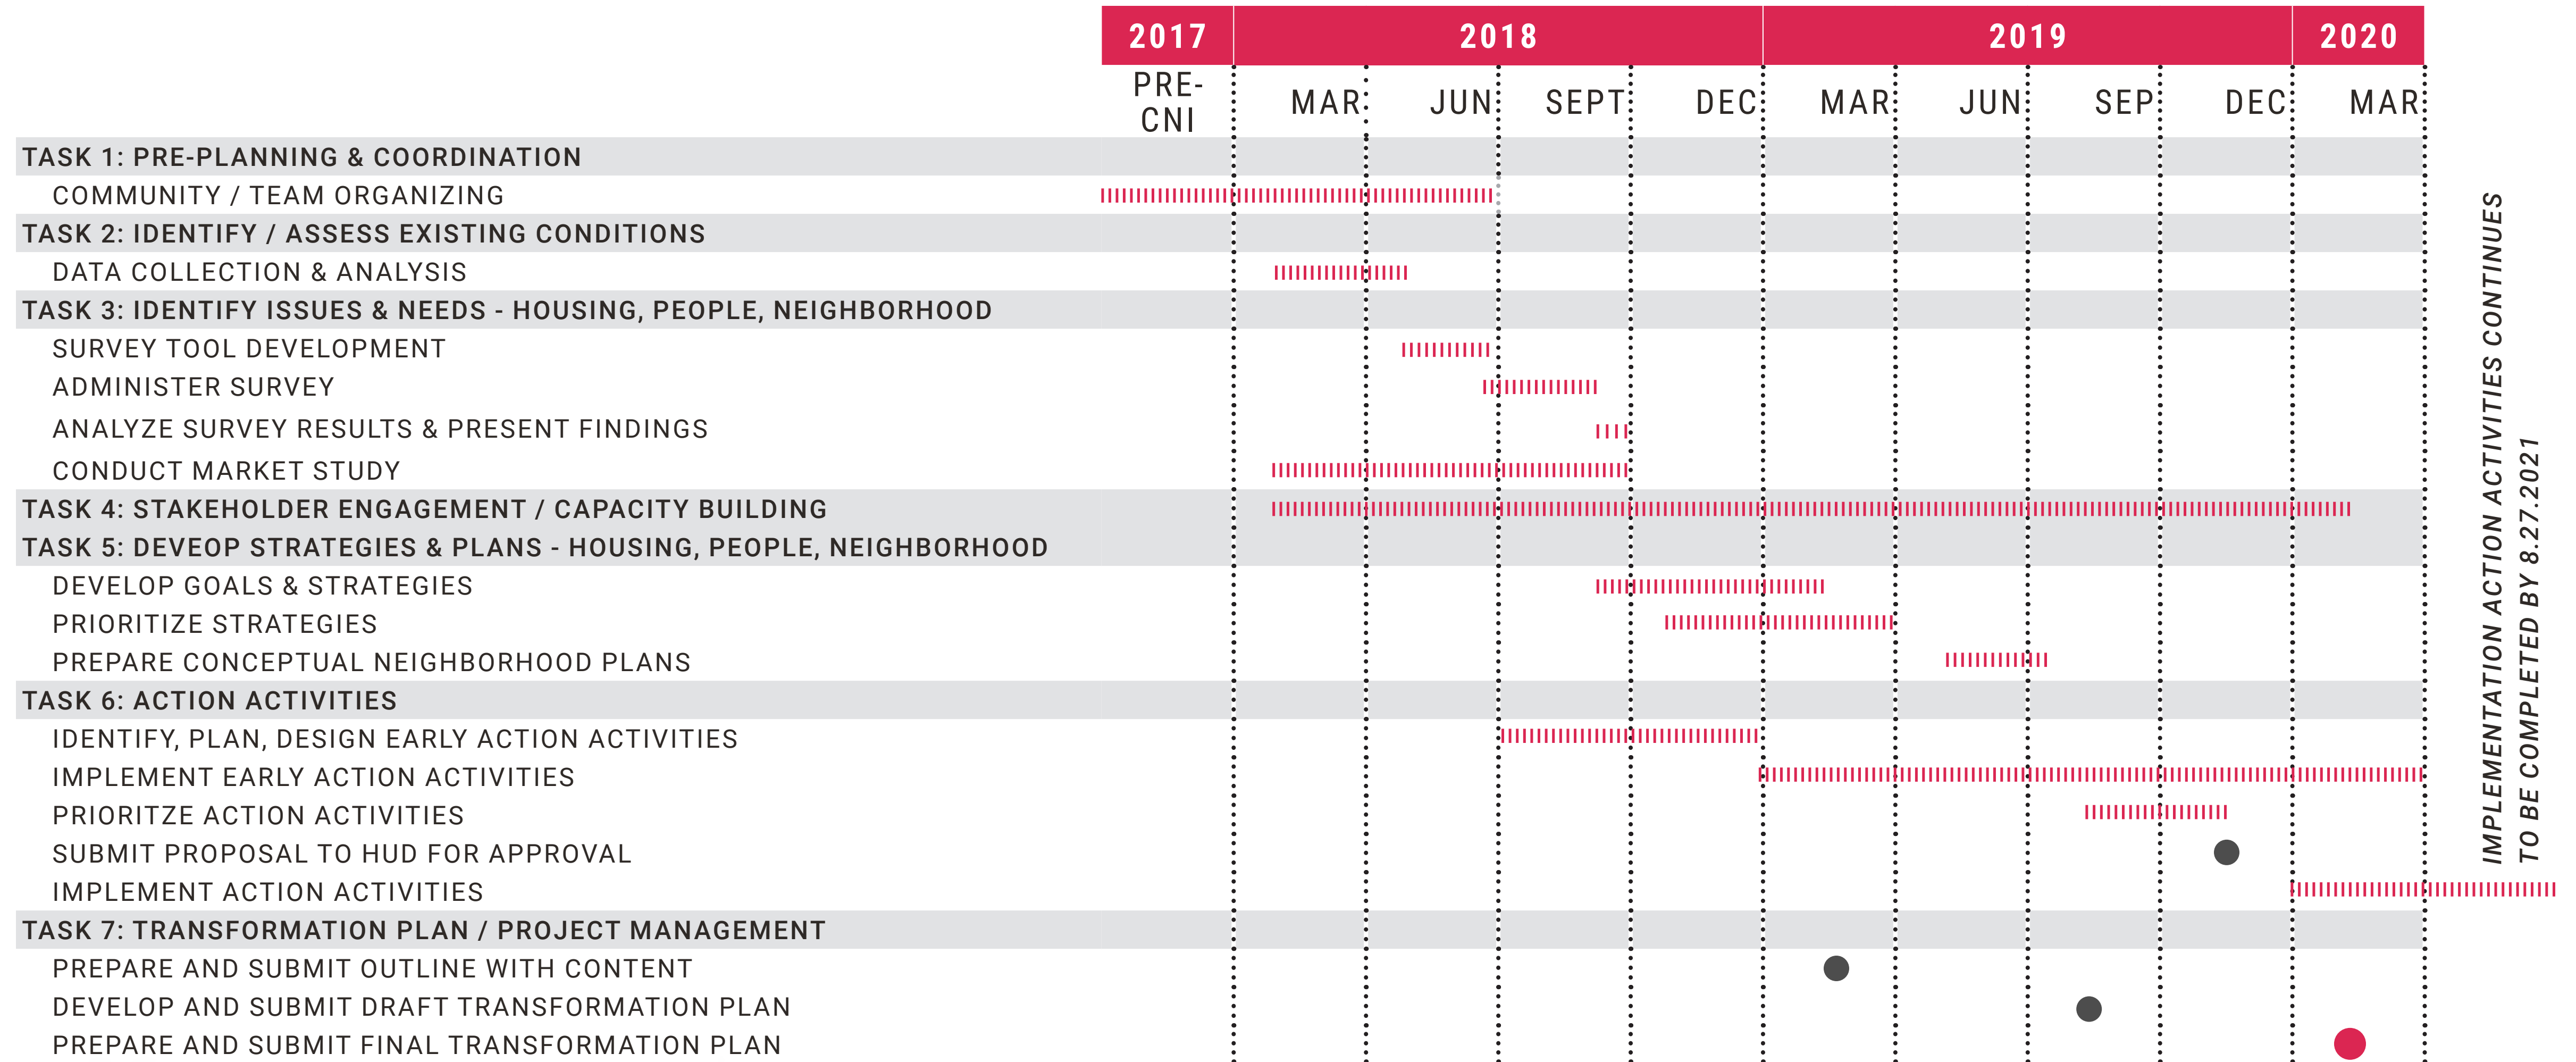 2017 2018 2019 2020
PRE-
CNI
MAR JUN SEPT DEC MAR JUN SEP DEC MAR
TASK 1: PRE-PLANNING & COORDINATION
COMMUNITY / TEAM ORGANIZING
TASK 2: IDENTIFY / ASSESS EXISTING CONDITIONS
DATA COLLECTION & ANALYSIS
TASK 3: IDENTIFY ISSUES & NEEDS - HOUSING, PEOPLE, NEIGHBORHOOD
SURVEY TOOL DEVELOPMENT
ADMINISTER SURVEY
ANALYZE SURVEY RESULTS & PRESENT FINDINGS
CONDUCT MARKET STUDY
TASK 4: STAKEHOLDER ENGAGEMENT / CAPACITY BUILDING
TASK 5: DEVEOP STRATEGIES & PLANS - HOUSING, PEOPLE, NEIGHBORHOOD
DEVELOP GOALS & STRATEGIES
PRIORITIZE STRATEGIES
PREPARE CONCEPTUAL NEIGHBORHOOD PLANS
TASK 6: ACTION ACTIVITIES
IDENTIFY, PLAN, DESIGN EARLY ACTION ACTIVITIES
IMPLEMENT EARLY ACTION ACTIVITIES
PRIORITZE ACTION ACTIVITIES
SUBMIT PROPOSAL TO HUD FOR APPROVAL
IMPLEMENT ACTION ACTIVITIES
TASK 7: TRANSFORMATION PLAN / PROJECT MANAGEMENT
PREPARE AND SUBMIT OUTLINE WITH CONTENT
DEVELOP AND SUBMIT DRAFT TRANSFORMATION PLAN
PREPARE AND SUBMIT FINAL TRANSFORMATION PLAN
IMPLEMENTATION ACTION ACTIVITIES CONTINUES
TO BE COMPLETED BY 8.27.2021